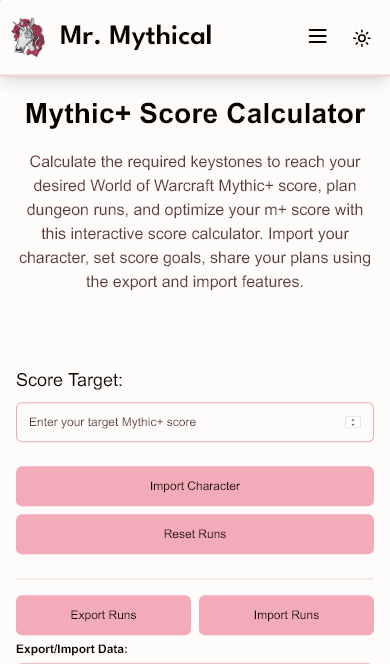 Mr. Mythical
Mythic+ Score Calculator
Calculate the required keystones to reach your
desired World of Warcraft Mythic+ score, plan
dungeon runs, and optimize your m+ score with
this interactive score calculator. Import your
character, set score goals, share your plans using
the export and import features.
Score Target:
Enter your target Mythic+ score
Import Character
Reset Runs
Export Runs
Import Runs
Export/Import Data: